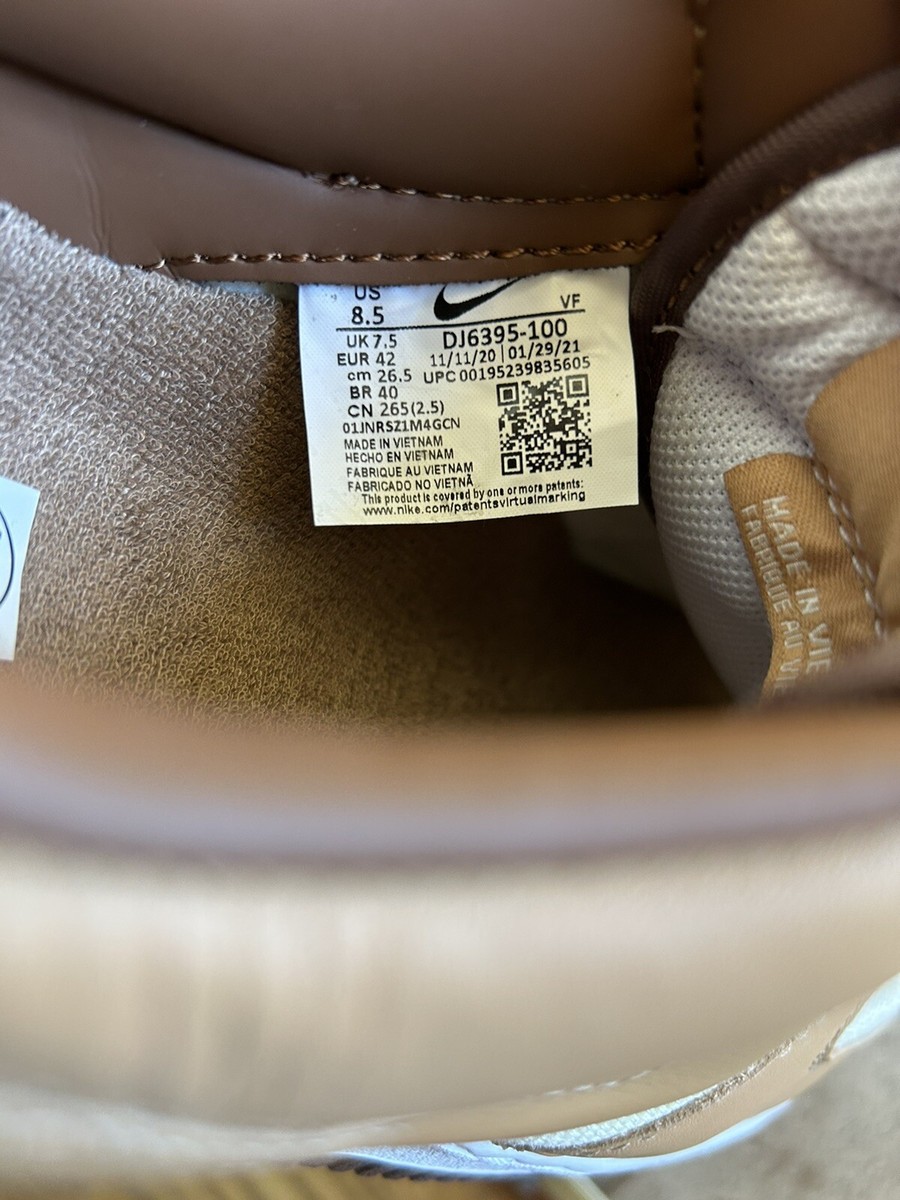 US
8.5
VF
UK 7.5
DJ6395-100
EUR 42
11/11/20 | 01/29/21
cm 26.5
UPC 00195239835605
BR 40
CN 265(2.5)
01JNRSZ1M4GCN
MADE IN VIETNAM
HECHO EN VIETNAM
FABRIQUE AU VIETNAM
FABRICADO NO VIETNÃ
This product is covered by one or more patents:
www.nike.com/patentsvirtualmarking
MADE IN VIE
FABRIQUE AU VIE